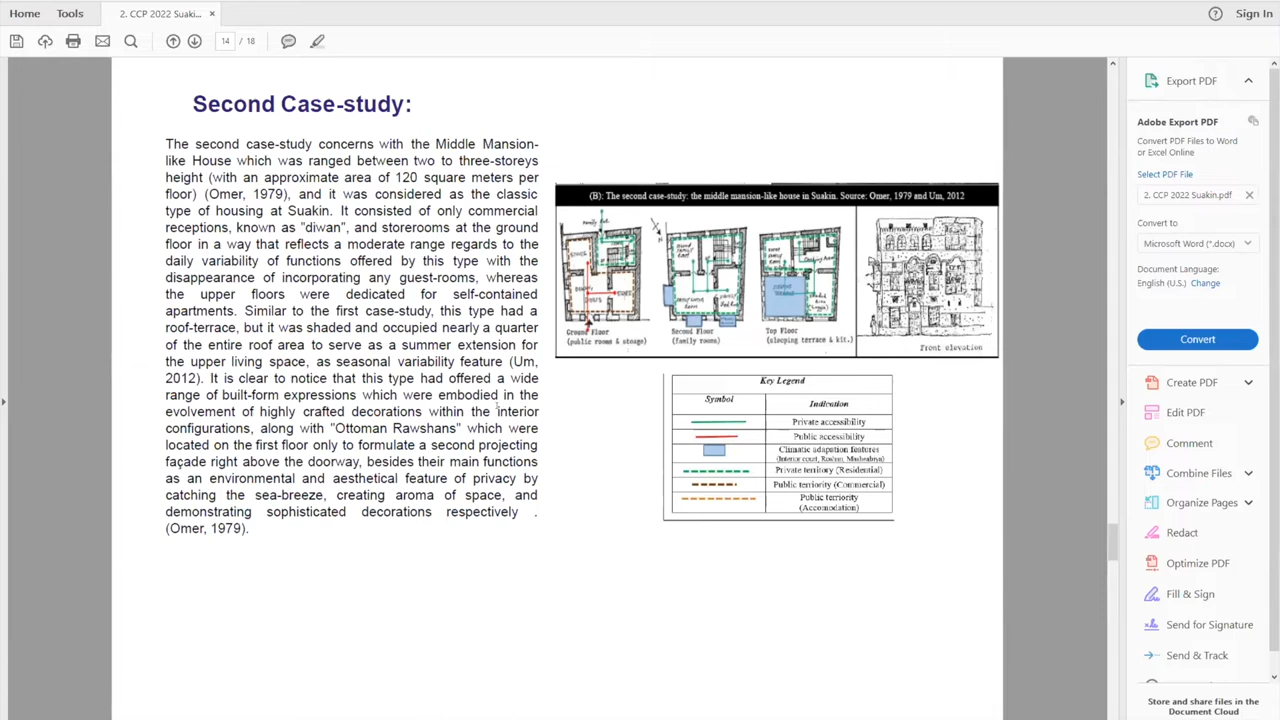 Home
Tools
2. CCP 2022 Suaki...
×
Sign In
14 / 18
Second Case-study:
The second case-study concerns with the Middle Mansion-
like House which was ranged between two to three-storeys
height (with an approximate area of 120 square meters per
floor) (Omer, 1979), and it was considered as the classic
type of housing at Suakin. It consisted of only commercial
receptions, known as "diwan", and storerooms at the ground
floor in a way that reflects a moderate range regards to the
daily variability of functions offered by this type with the
disappearance of incorporating any guest-rooms, whereas
the upper floors were dedicated for self-contained
apartments. Similar to the first case-study, this type had a
roof-terrace, but it was shaded and occupied nearly a quarter
of the entire roof area to serve as a summer extension for
the upper living space, as seasonal variability feature (Um,
2012). It is clear to notice that this type had offered a wide
range of built-form expressions which were embodied in the
evolvement of highly crafted decorations within the interior
configurations, along with "Ottoman Rawshans" which were
located on the first floor only to formulate a second projecting
façade right above the doorway, besides their main functions
as an environmental and aesthetical feature of privacy by
catching the sea-breeze, creating aroma of space, and
demonstrating sophisticated decorations respectively .
(Omer, 1979).
(B): The second case-study: the middle mansion-like house in Suakin. Source: Omer, 1979 and Um, 2012
Ground Floor
(public rooms & stoage)
Second Floor
(family rooms)
Top Floor
(sleeping terrace & kit.)
Front elevation
Key Legend
Symbol
Indication
Private accessibility
Public accessibility
Climatic adapation features
Private territory (Residential)
Public terriory (Commercial)
Public terriory
(Accomodation)
Export PDF
Adobe Export PDF
Convert PDF Files to Word
or Excel Online
Select PDF File
2. CCP 2022 Suakin.pdf
Convert to
Microsoft Word (*.docx)
Document Language:
English (U.S.) Change
Convert
Create PDF
Edit PDF
Comment
Combine Files
Organize Pages
Redact
Optimize PDF
Fill & Sign
Send for Signature
Send & Track
Store and share files in the
Document Cloud